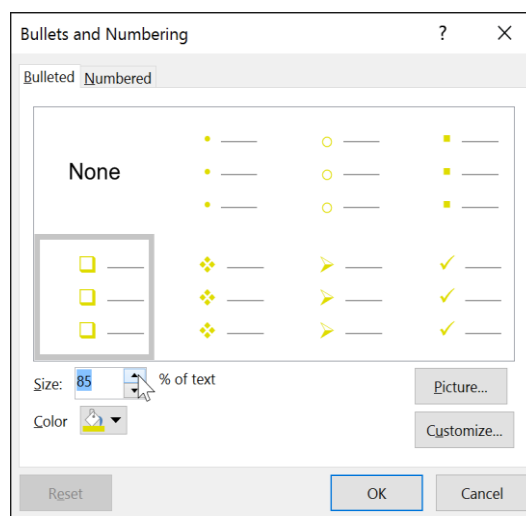 Bullets and Numbering
?
Bulleted Numbered
None
Size: 85 % of text
Picture...
Color
Customize...
Reset OK Cancel